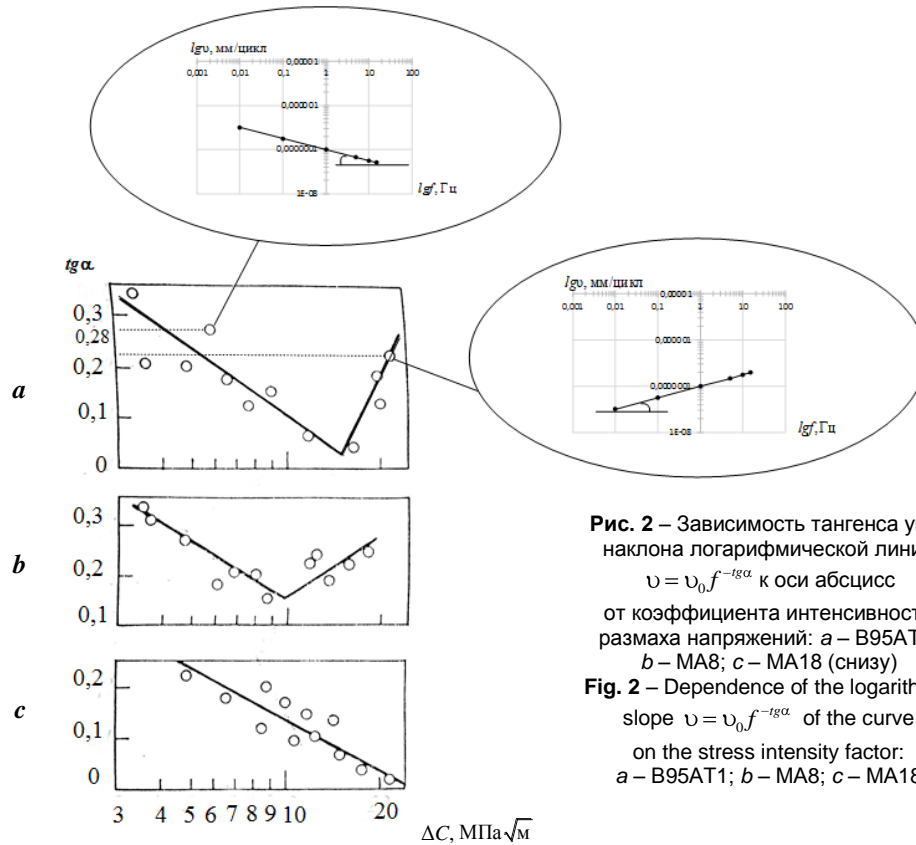 lgυ, мм/цикл
0,001 0,01 0,1 1 10 100
0,00001
0,000001
0,0000001
1E-08
lgf, Гц
tgα
0,3
0,28
0,2
0,1
0
a
lgυ, мм/цикл
0,001 0,01 0,1 1 10 100
0,00001
0,000001
0,0000001
1E-08
lgf, Гц
0,3
0,2
0,1
b
0,2
0,1
0
c
3 4 5 6 7 8 9 10 20
ΔC, МПа√м
Рис. 2 – Зависимость тангенса у
наклона логарифмической лини
υ = υ₀f^(-tgα) к оси абсцисс
от коэффициента интенсивност
размаха напряжений: a – В95АТ
b – МА8; c – МА18 (снизу)
Fig. 2 – Dependence of the logarith
slope υ = υ₀f^(-tgα) of the curve
on the stress intensity factor:
a – B95AT1; b – MA8; c – MA18